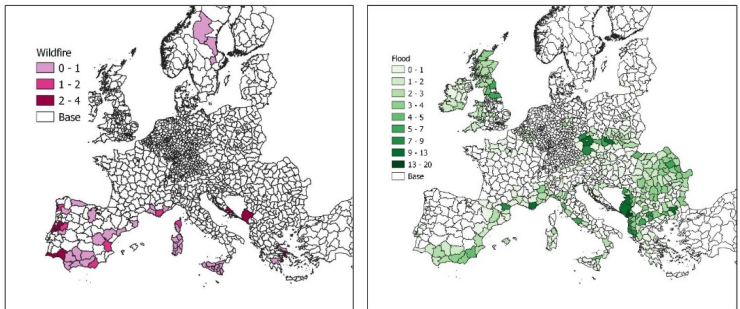 Wildfire
0 - 1
1 - 2
2 - 4
Base
Flood
0 - 1
1 - 2
2 - 3
3 - 4
4 - 5
5 - 7
7 - 9
9 - 13
13 - 20
Base